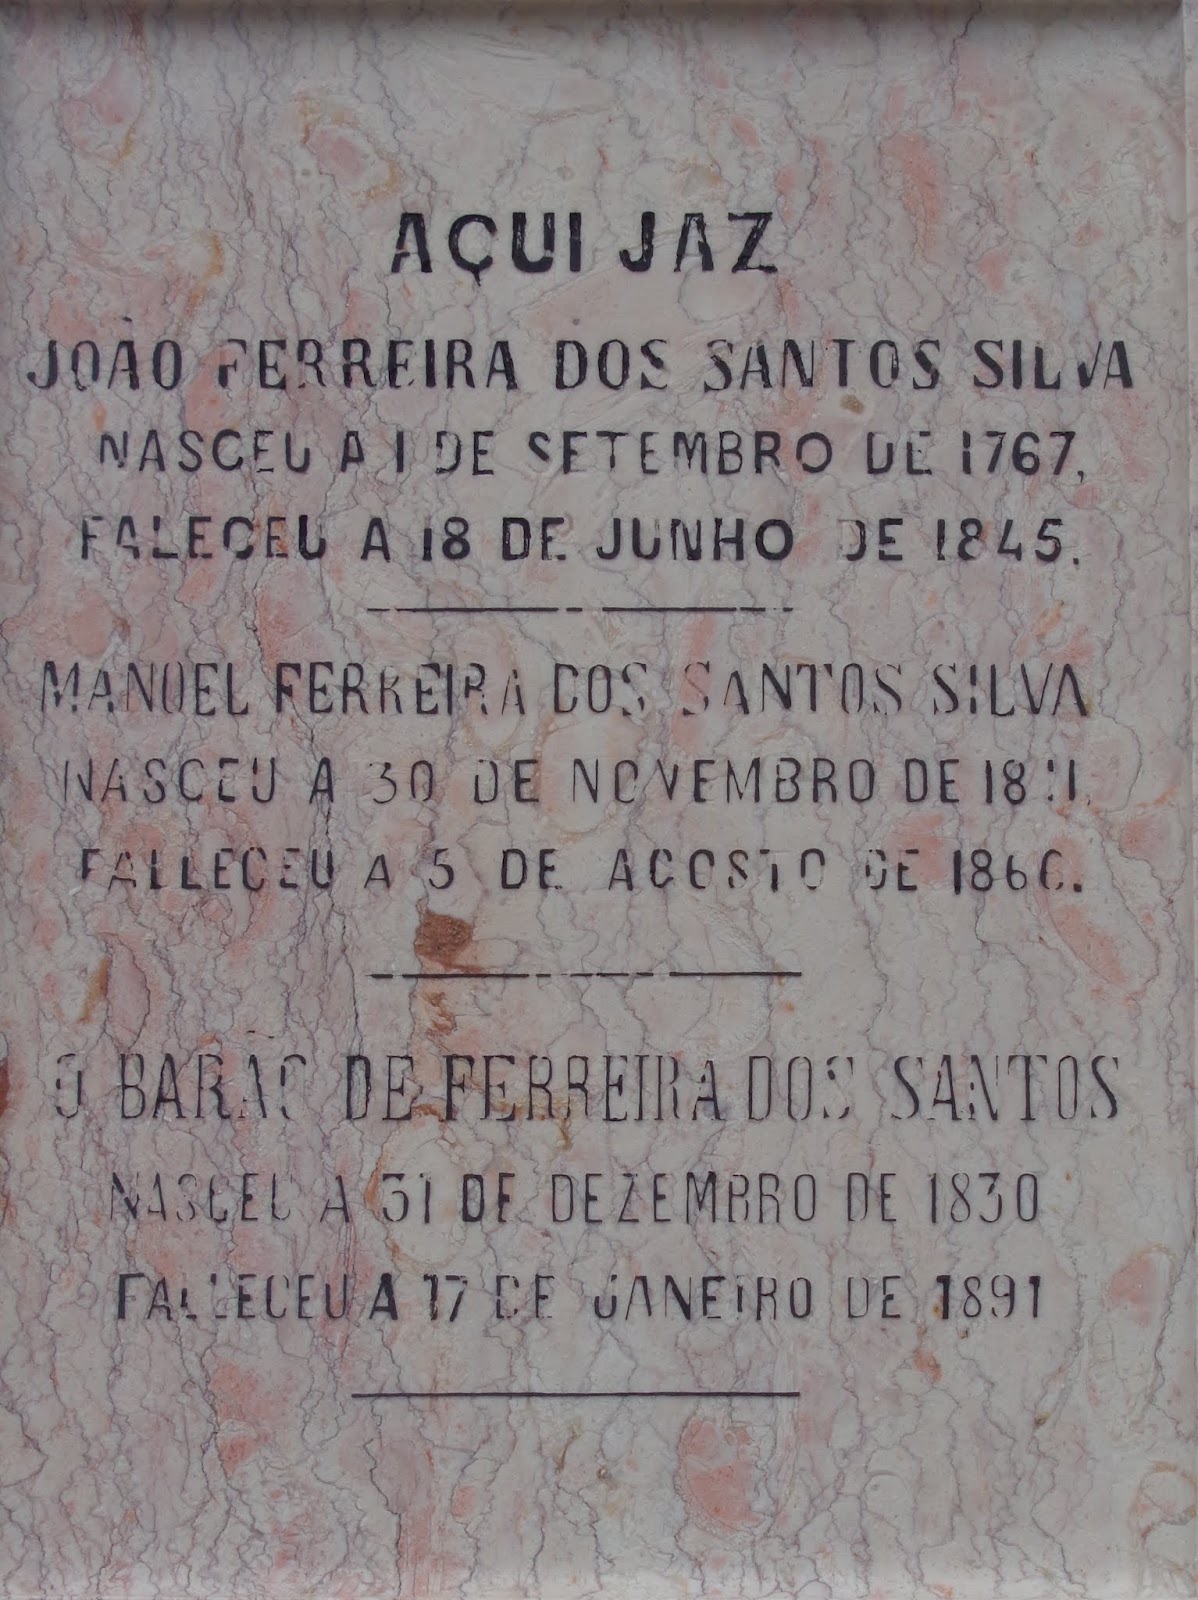 AÇUI JAZ
JOÃO FERREIRA DOS SANTOS SILVA
NASCEU A 1 DE SETEMBRO DE 1767,
FALECEU A 18 DE JUNHO DE 1845.
MANOEL FERREIRA DOS SANTOS SILVA
NASCEU A 30 DE NOVEMBRO DE
FALLECEU A 5 DE AGOSTO DE
O BARÃO DE FERREIRA DOS SANTOS
NASCEU A 31 DE DEZEMBRO DE 1830
FALLECEU A 17 DE JANEIRO DE 1891